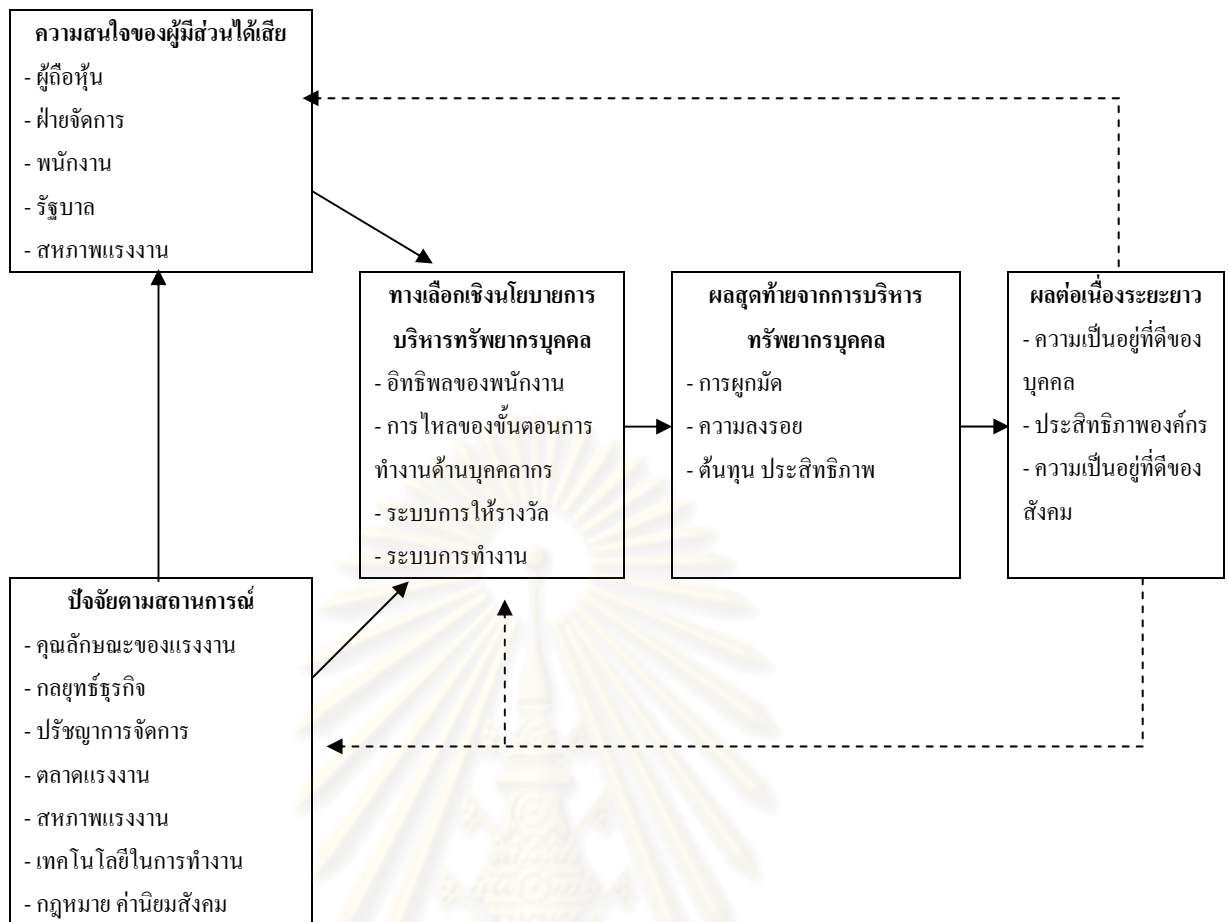 ความสนใจของผู้มีส่วนได้เสีย
- ผู้ถือหุ้น
- ฝ่ายจัดการ
- พนักงาน
- รัฐบาล
- สหภาพแรงงาน
ทางเลือกเชิงนโยบายการ
บริหารทรัพยากรบุคคล
- อิทธิพลของพนักงาน
- การไหลของขั้นตอนการ
ทำงานด้านบุคคลากร
- ระบบการให้รางวัล
- ระบบการทำงาน
ผลสุดท้ายจากการบริหาร
ทรัพยากรบุคคล
- การผูกมัด
- ความลงรอย
- ต้นทุน ประสิทธิภาพ
ผลต่อเนื่องระยะยาว
- ความเป็นอยู่ที่ดีของ
บุคคล
- ประสิทธิภาพองค์กร
- ความเป็นอยู่ที่ดีของ
สังคม
ปัจจัยตามสถานการณ์
- คุณลักษณะของแรงงาน
- กลยุทธ์ธุรกิจ
- ปรัชญาการจัดการ
- ตลาดแรงงาน
- สหภาพแรงงาน
- เทคโนโลยีในการทำงาน
- กฎหมาย ค่านิยมสังคม